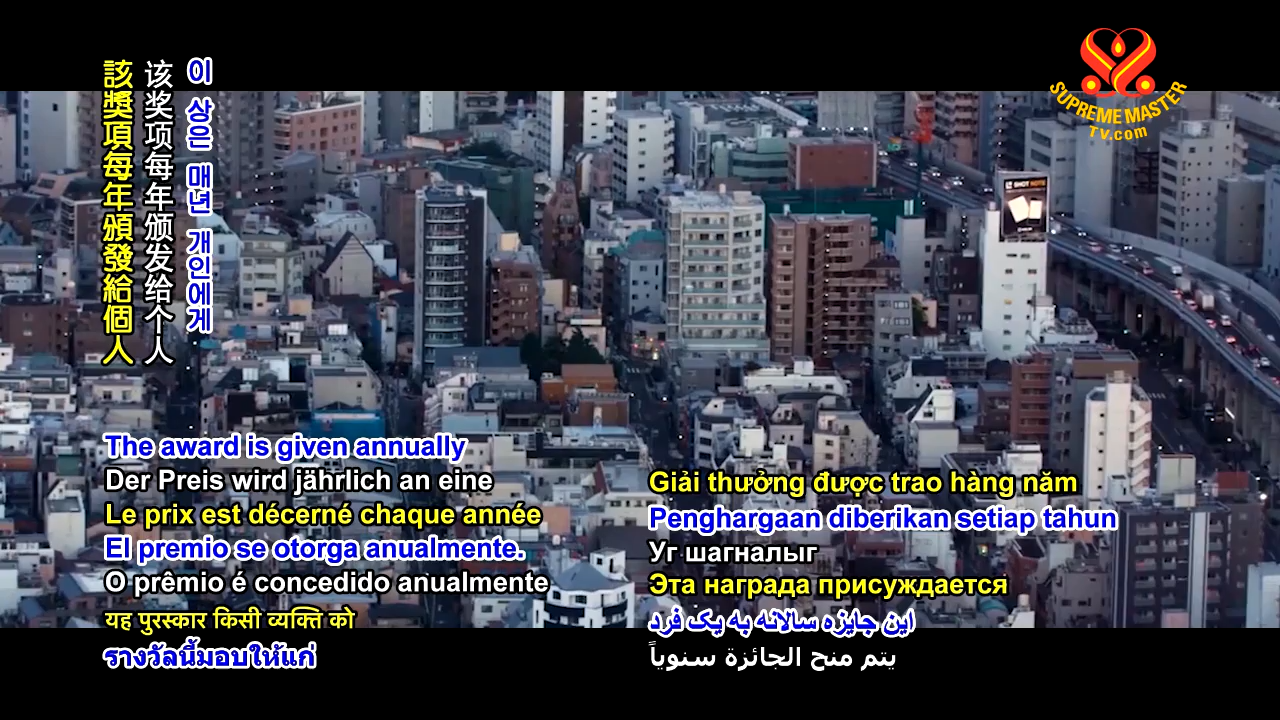 該獎項每年頒發給個人
该奖项每年颁发给个人
이 상은 매년 개인에게
SUPREME MASTER
TV.com
SHOT NOTE
The award is given annually
Der Preis wird jährlich an eine
Le prix est décerné chaque année
El premio se otorga anualmente.
O prêmio é concedido anualmente
यह पुरस्कार किसी व्यक्ति को
รางวัลนี้มอบให้แก่
Giải thưởng được trao hàng năm
Penghargaan diberikan setiap tahun
Уг шагналыг
Эта награда присуждается
این جایزه سالانه به یک فرد
يتم منح الجائزة سنوياً